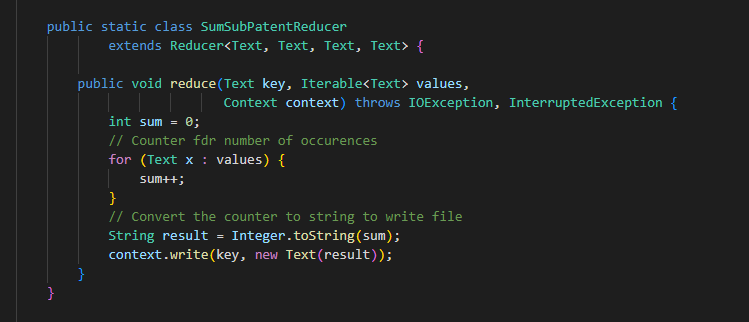 public static class SumSubPatentReducer
extends Reducer<Text, Text, Text, Text> {
public void reduce(Text key, Iterable<Text> values,
Context context) throws IOException, InterruptedException {
int sum = 0;
// Counter fdr number of occurences
for (Text x : values) {
sum++;
}
// Convert the counter to string to write file
String result = Integer.toString(sum);
context.write(key, new Text(result));
}
}